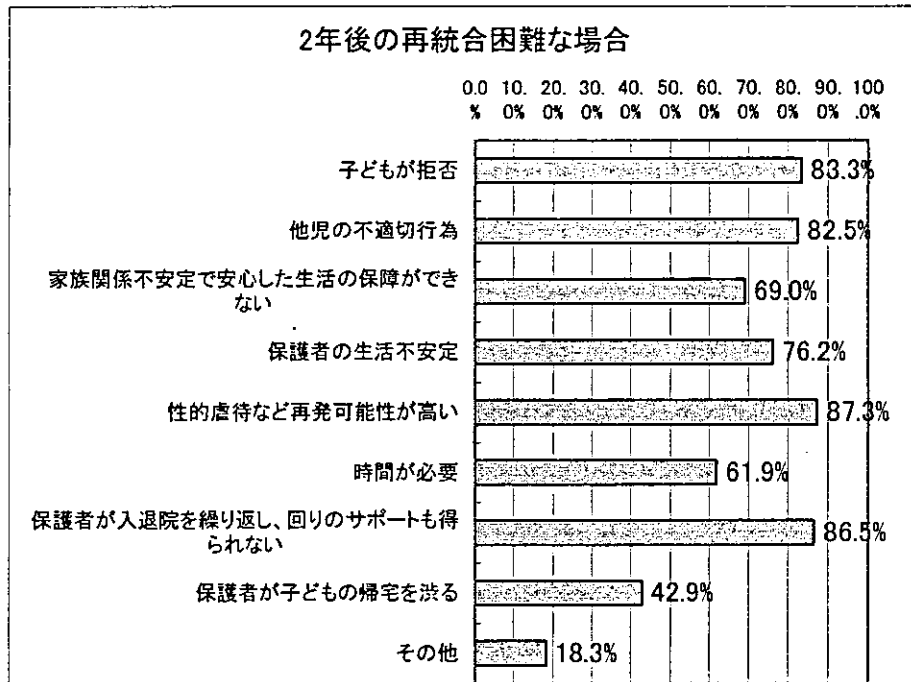 2年後の再統合困難な場合
0.0 10. 20. 30. 40. 50. 60. 70. 80. 90. 100
% 0% 0% 0% 0% 0% 0% 0% 0% 0% .0%
子どもが拒否 83.3%
他児の不適切行為 82.5%
家族関係不安定で安心した生活の保障ができ
ない 69.0%
保護者の生活不安定 76.2%
性的虐待など再発可能性が高い 87.3%
時間が必要 61.9%
保護者が入退院を繰り返し、回りのサポートも得
られない 86.5%
保護者が子どもの帰宅を渋る 42.9%
その他 18.3%